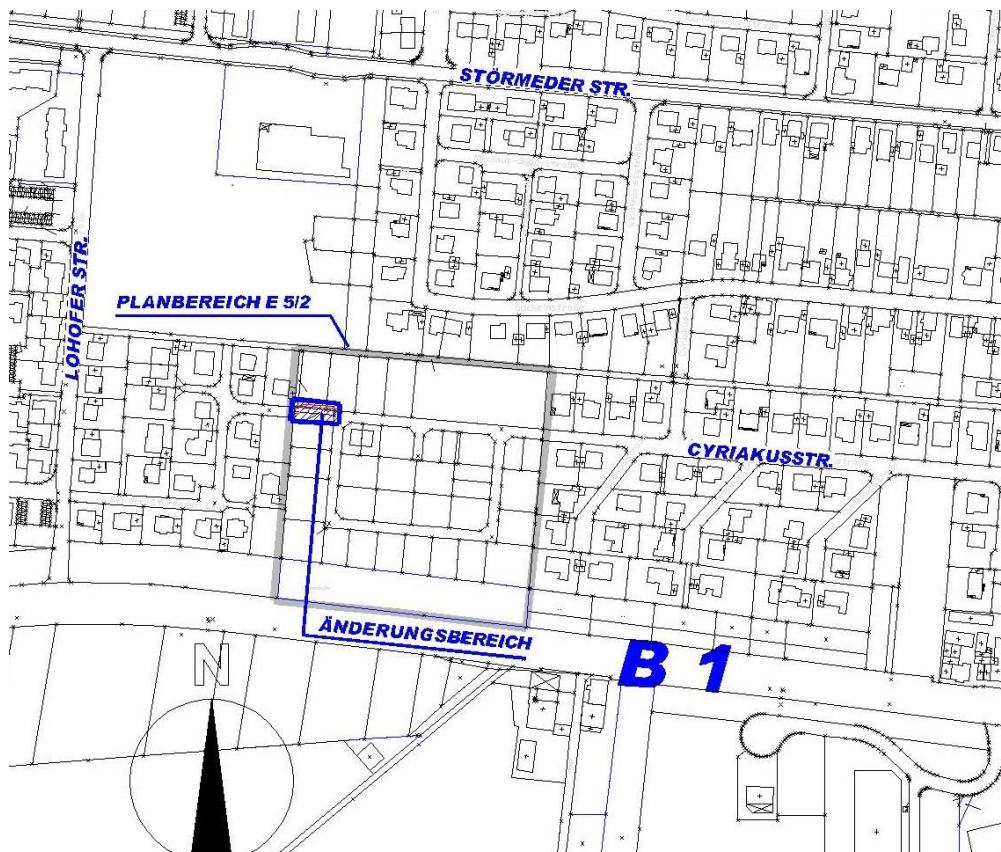 STÖRMEDER STR.
LOHOFER STR.
PLANBEREICH E 5/2
CYRIAKUSSTR.
ÄNDERUNGSBEREICH
B 1
N